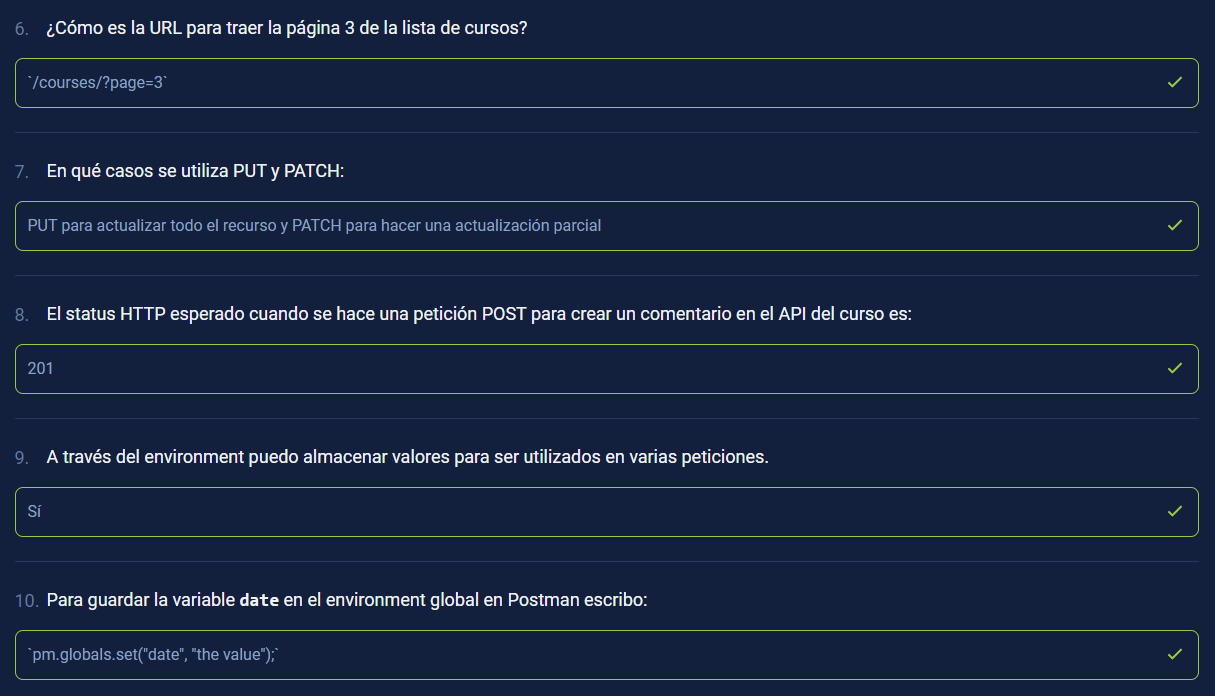 6. ¿Cómo es la URL para traer la página 3 de la lista de cursos?
`/courses/?page=3`
7. En qué casos se utiliza PUT y PATCH:
PUT para actualizar todo el recurso y PATCH para hacer una actualización parcial
8. El status HTTP esperado cuando se hace una petición POST para crear un comentario en el API del curso es:
201
9. A través del environment puedo almacenar valores para ser utilizados en varias peticiones.
Sí
10. Para guardar la variable date en el environment global en Postman escribo:
`pm.globals.set("date", "the value");`